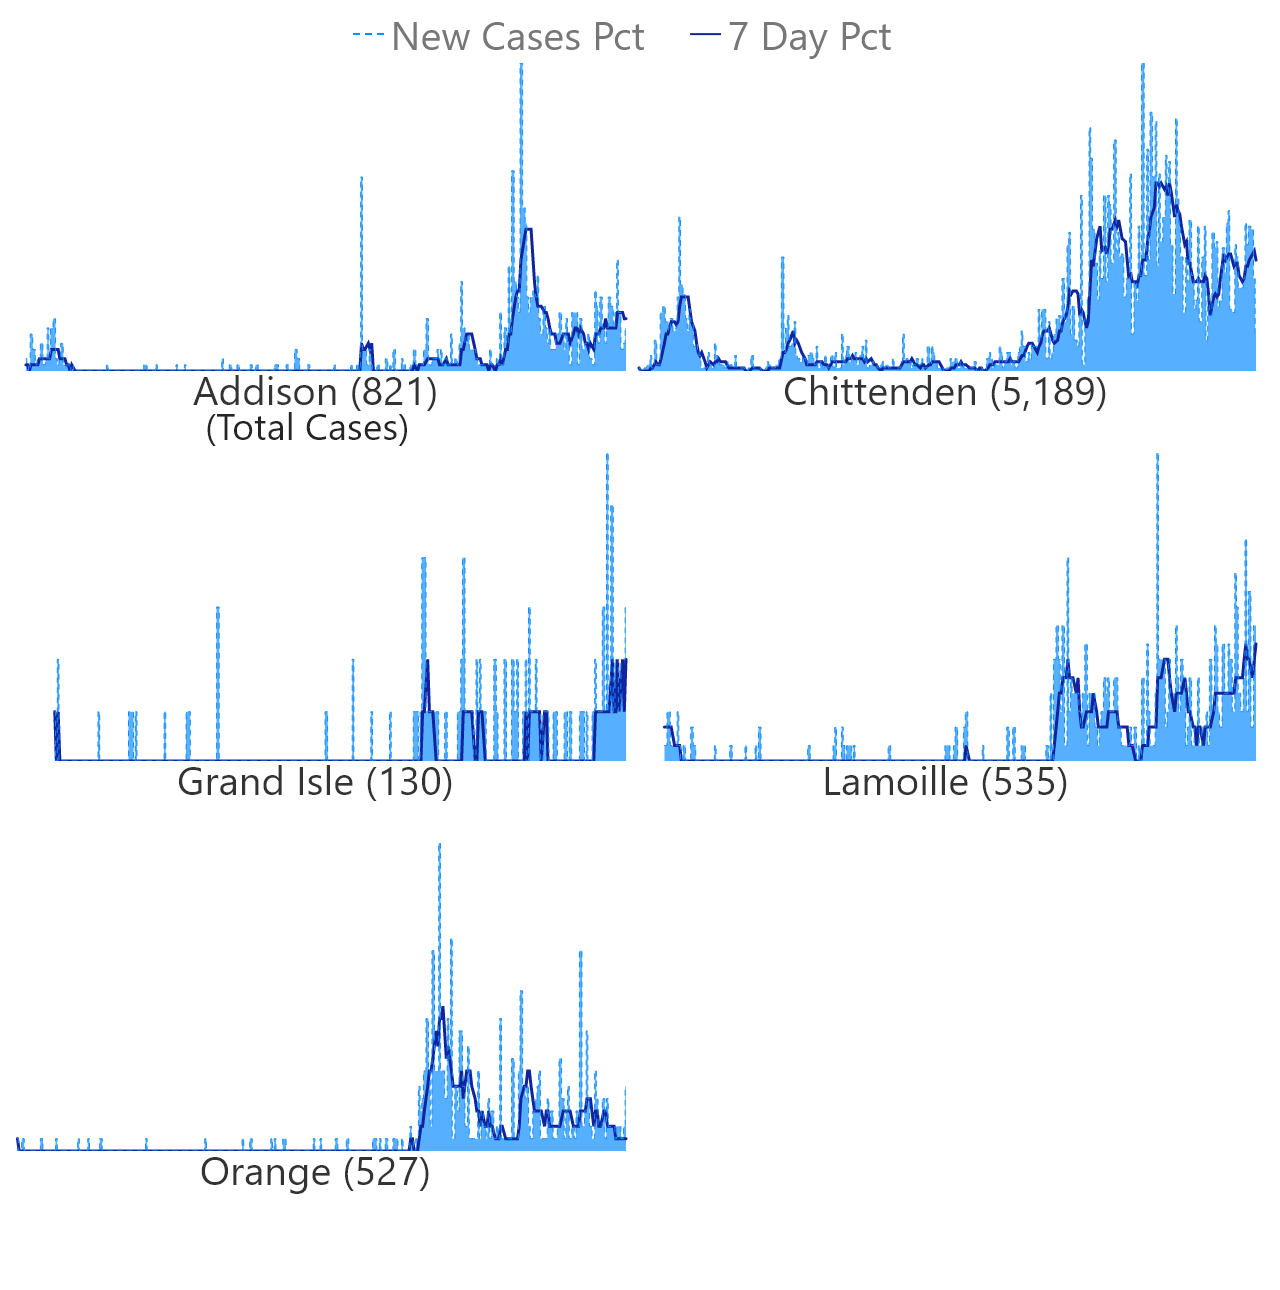 New Cases Pct 7 Day Pct
Addison (821)
(Total Cases)
Chittenden (5,189)
Grand Isle (130)
Lamoille (535)
Orange (527)